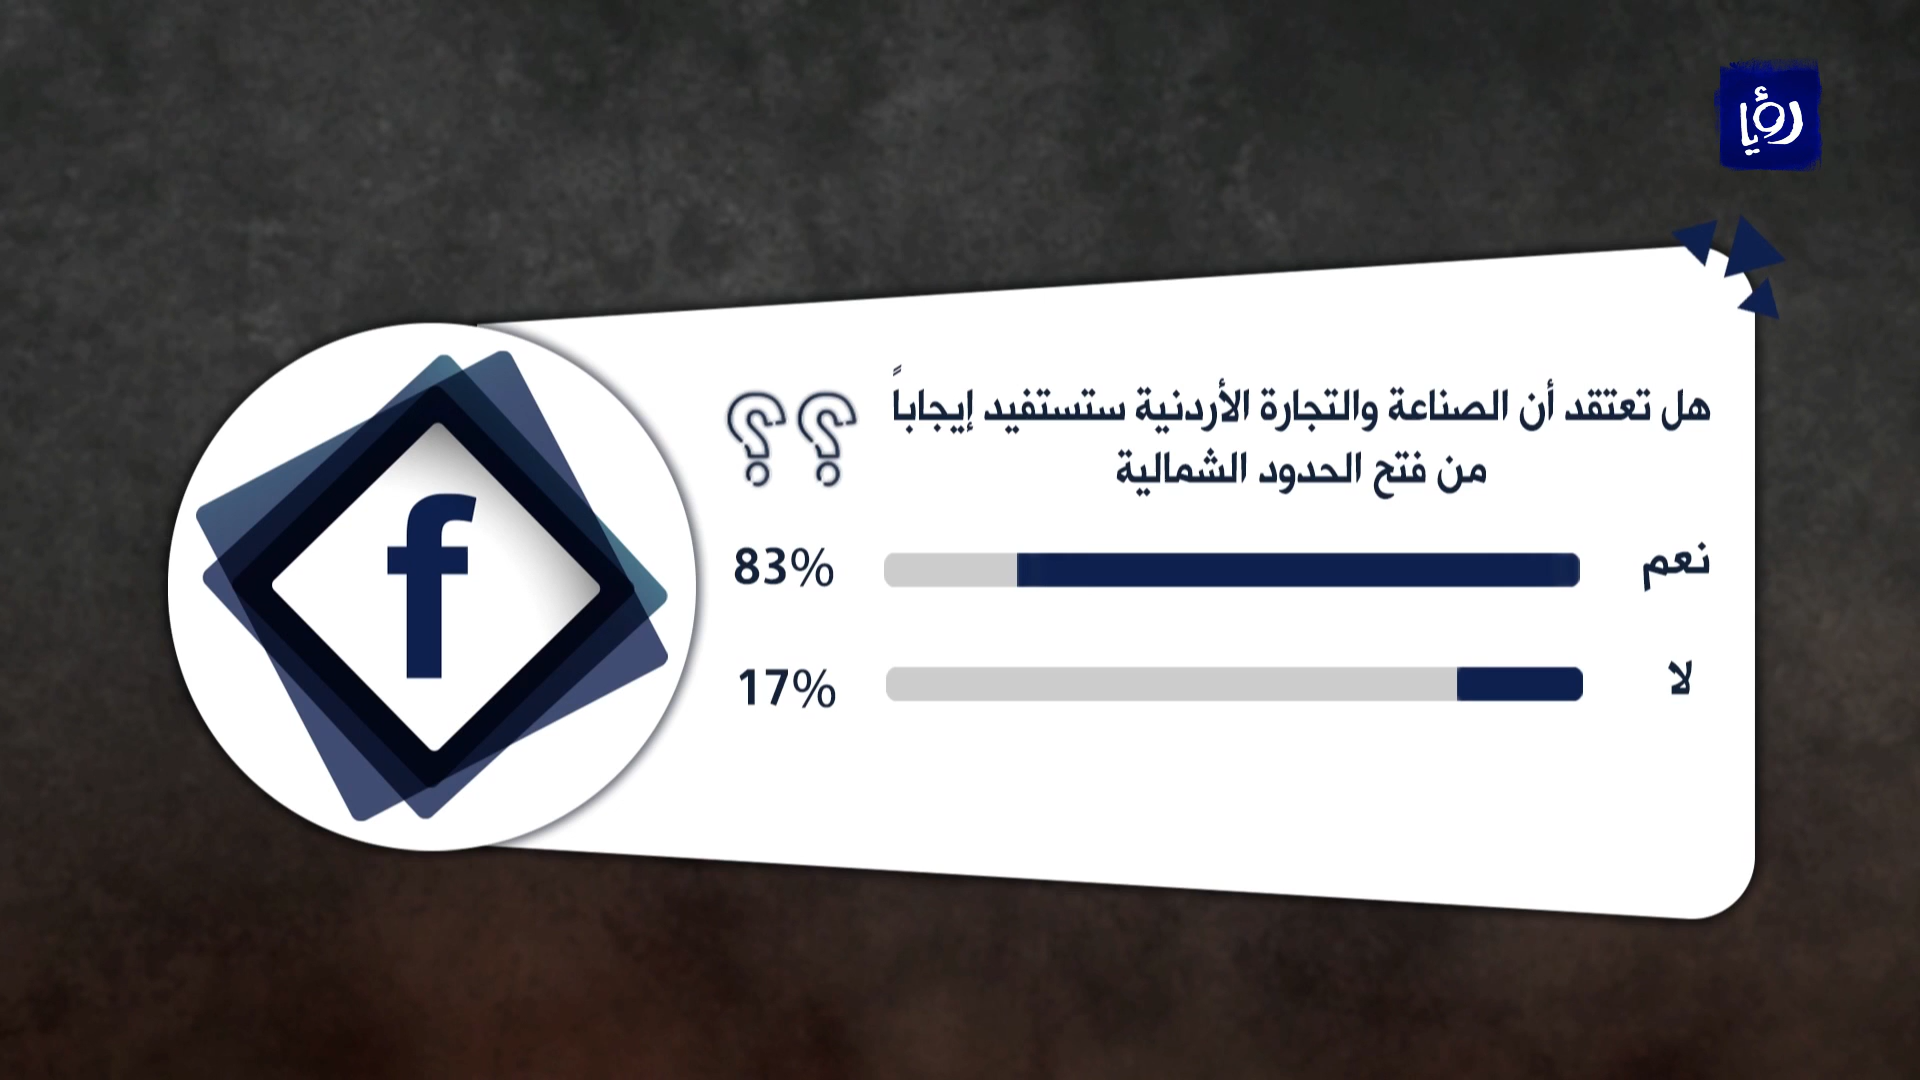 رؤيا
هل تعتقد أن الصناعة والتجارة الأردنية ستستفيد إيجاباً
من فتح الحدود الشمالية
؟؟
نعم 83%
لا 17%
f